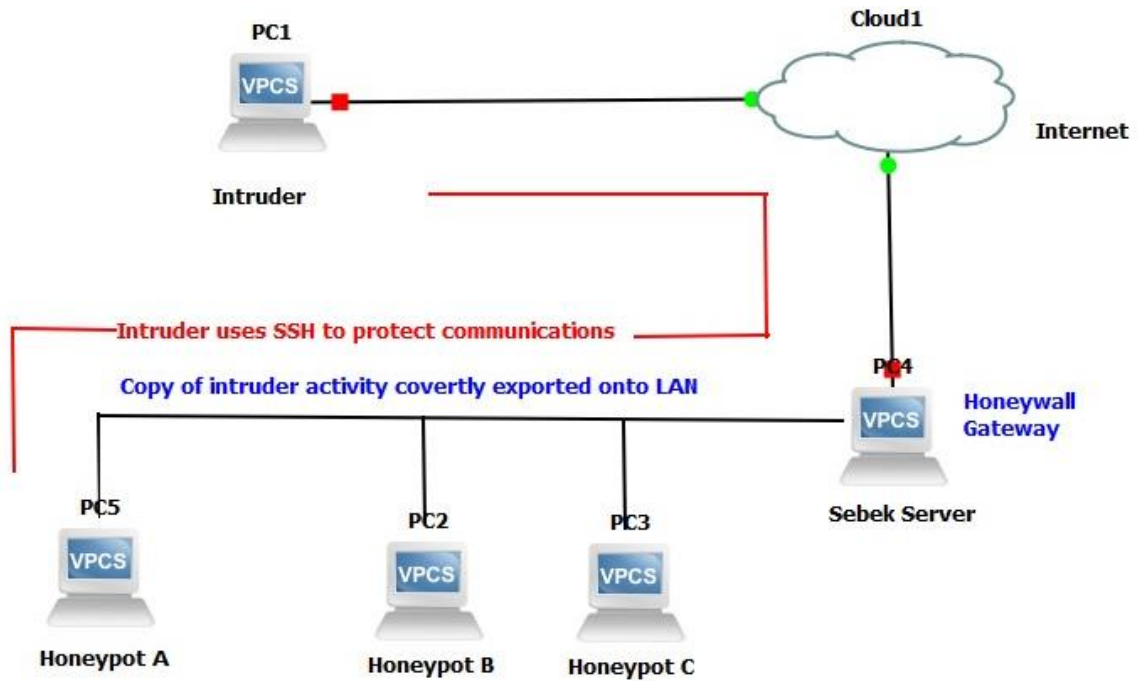 Cloud1
PC1
VPCS
Internet
Intruder
Intruder uses SSH to protect communications
Copy of intruder activity covertly exported onto LAN
PC4
VPCS
Honeywall
Gateway
Sebek Server
PC5
VPCS
Honeypot A
PC2
VPCS
Honeypot B
PC3
VPCS
Honeypot C